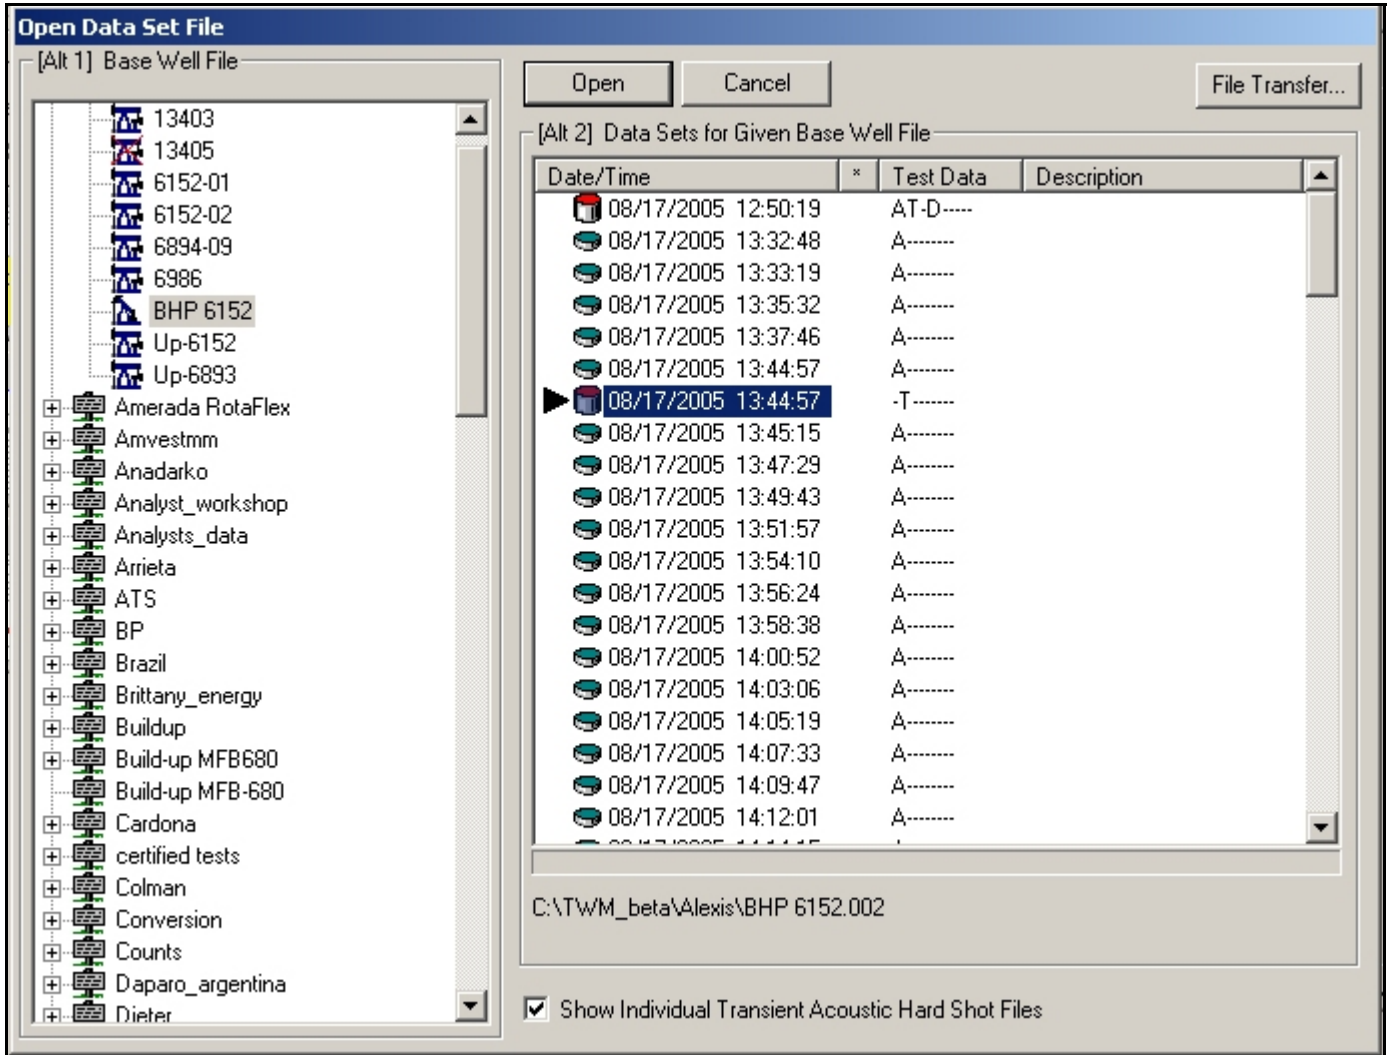 Open Data Set File
[Alt 1] Base Well File
13403
13405
6152-01
6152-02
6894-09
6986
BHP 6152
Up-6152
Up-6893
Amerada RotaFlex
Amvestmm
Anadarko
Analyst_workshop
Analysts_data
Arrieta
ATS
BP
Brazil
Brittany_energy
Buildup
Build-up MFB680
Build-up MFB-680
Cardona
certified tests
Colman
Conversion
Counts
Daparo_argentina
Dieter
Open Cancel File Transfer...
[Alt 2] Data Sets for Given Base Well File
Date/Time * Test Data Description
08/17/2005 12:50:19 AT-D-----
08/17/2005 13:32:48 A--------
08/17/2005 13:33:19 A--------
08/17/2005 13:35:32 A--------
08/17/2005 13:37:46 A--------
08/17/2005 13:44:57 A--------
08/17/2005 13:44:57 -T-------
08/17/2005 13:45:15 A--------
08/17/2005 13:47:29 A--------
08/17/2005 13:49:43 A--------
08/17/2005 13:51:57 A--------
08/17/2005 13:54:10 A--------
08/17/2005 13:56:24 A--------
08/17/2005 13:58:38 A--------
08/17/2005 14:00:52 A--------
08/17/2005 14:03:06 A--------
08/17/2005 14:05:19 A--------
08/17/2005 14:07:33 A--------
08/17/2005 14:09:47 A--------
08/17/2005 14:12:01 A--------
C:\TWM_beta\Alexis\BHP 6152.002
Show Individual Transient Acoustic Hard Shot Files